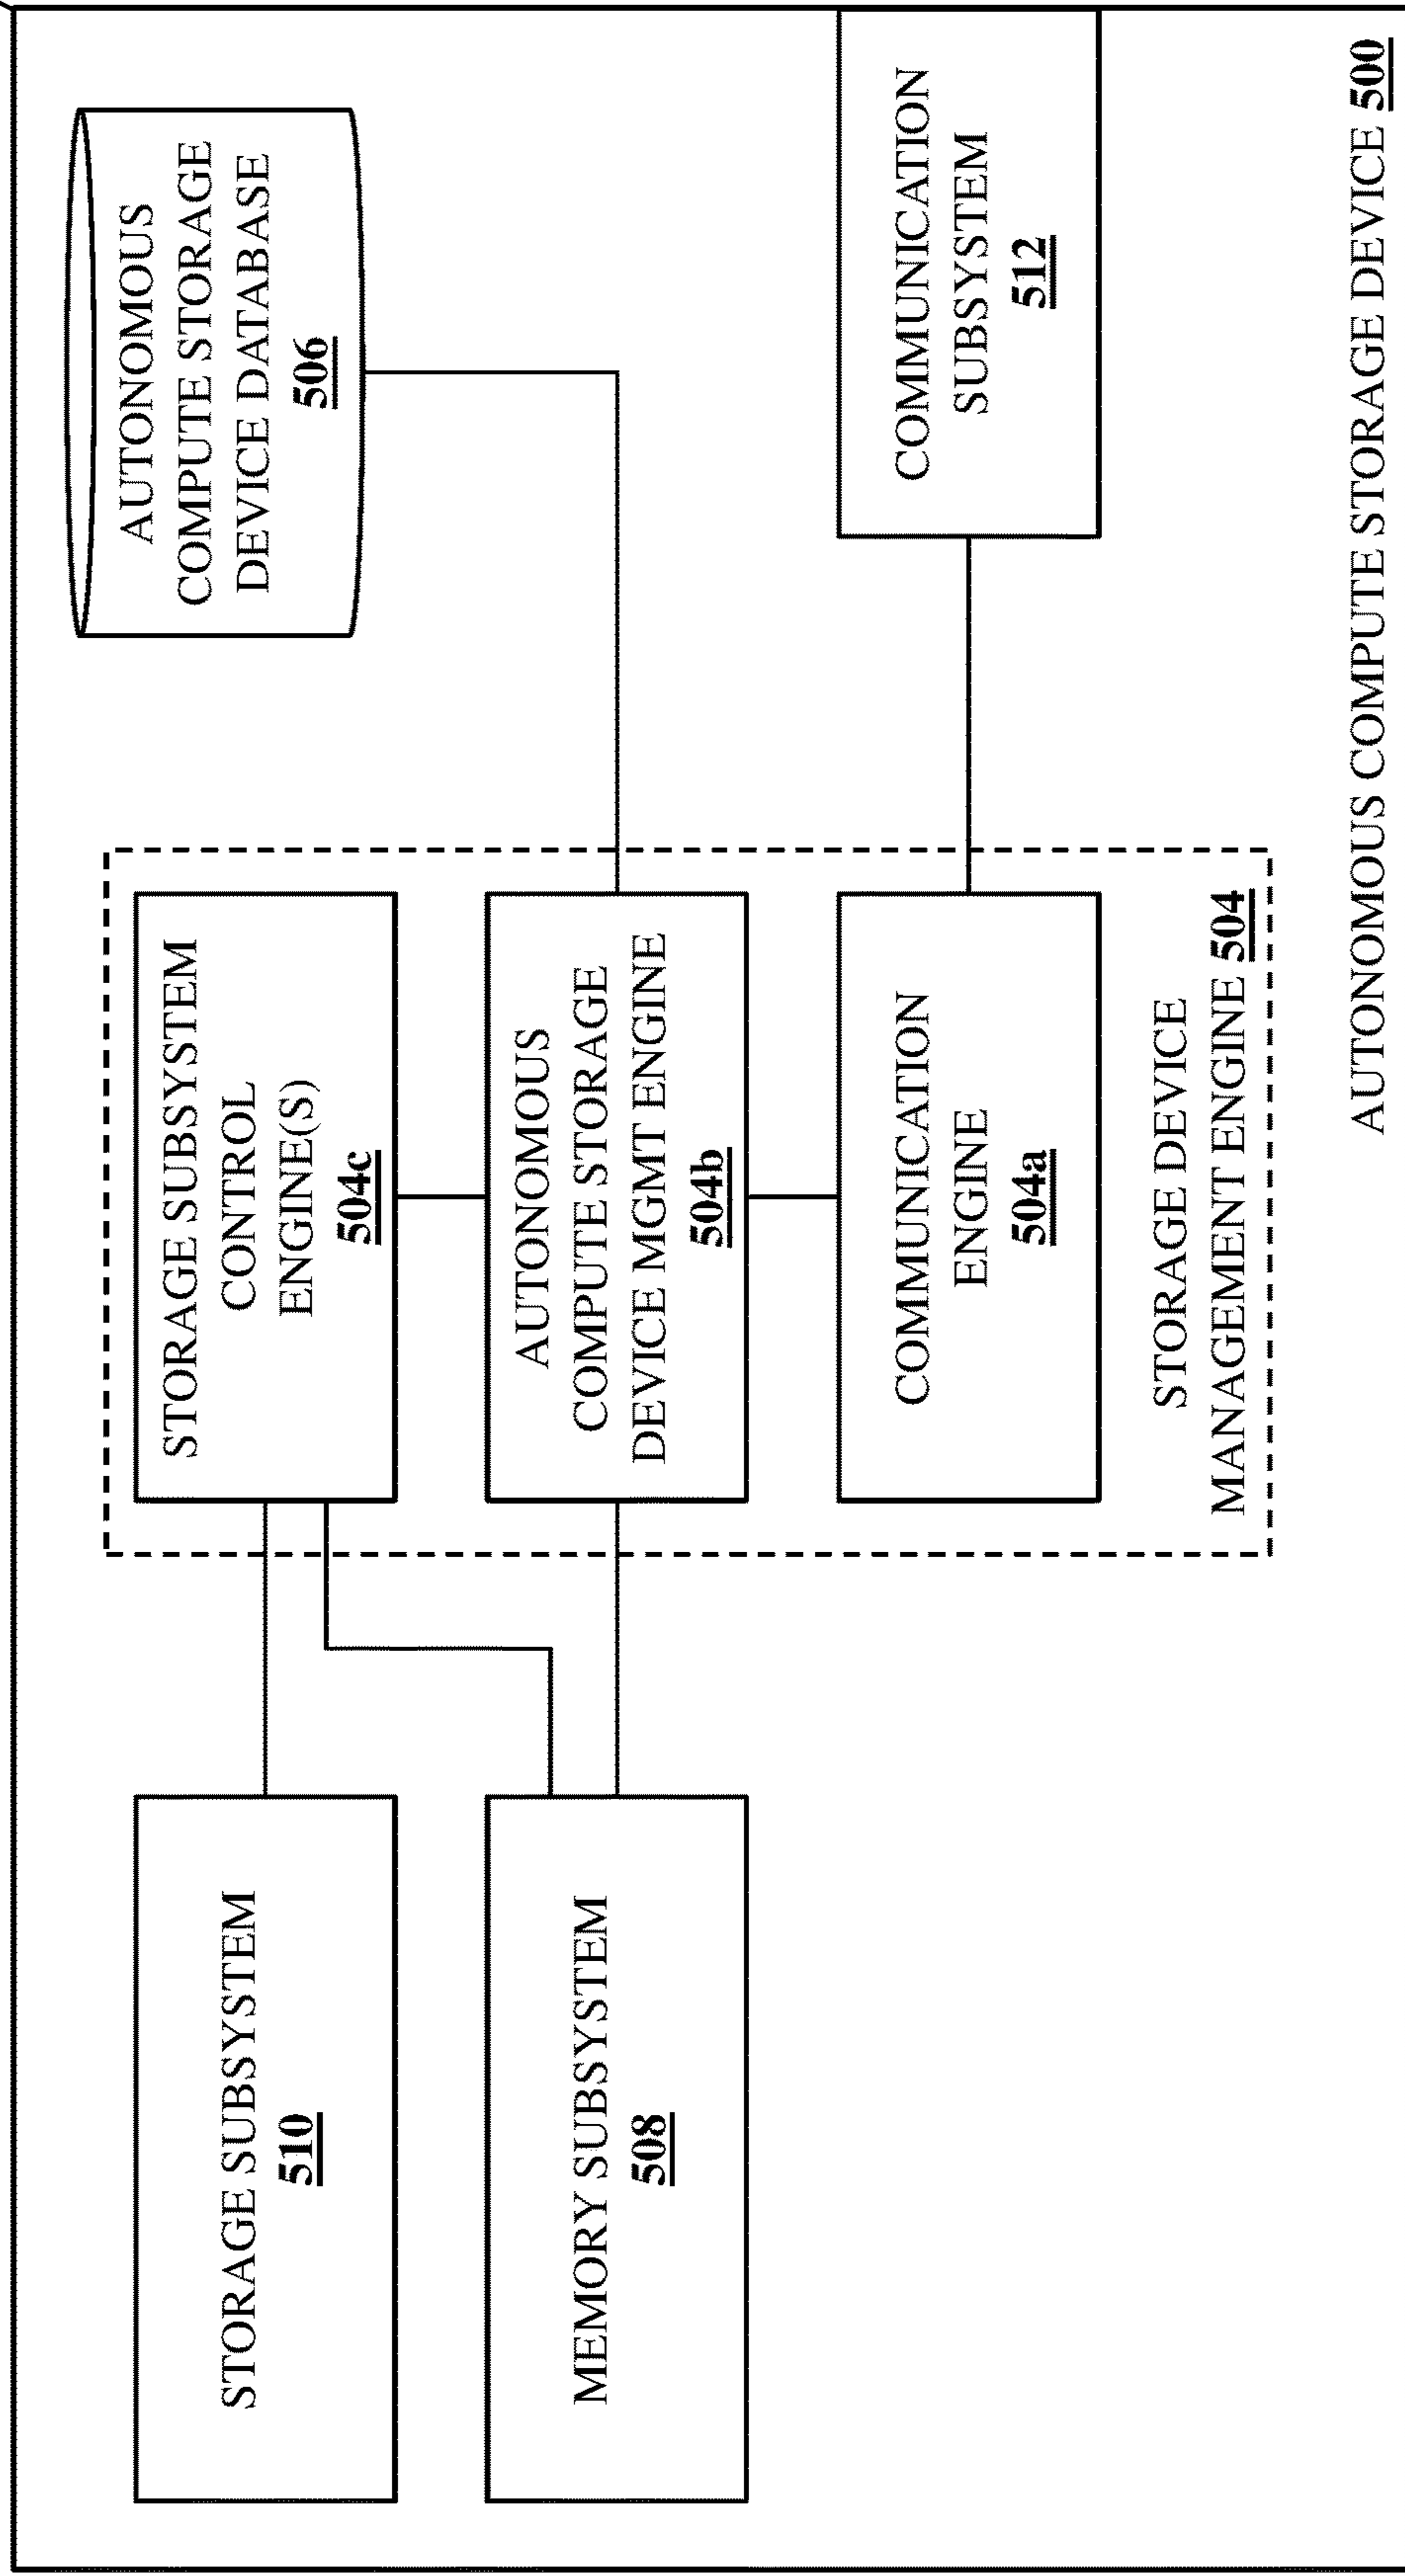 STORAGE SUBSYSTEM
510
MEMORY SUBSYSTEM
508
STORAGE SUBSYSTEM
CONTROL
ENGINE(S)
504c
AUTONOMOUS
COMPUTE STORAGE
DEVICE MGMT ENGINE
504b
COMMUNICATION
ENGINE
504a
STORAGE DEVICE
MANAGEMENT ENGINE 504
AUTONOMOUS
COMPUTE STORAGE
DEVICE DATABASE
506
COMMUNICATION
SUBSYSTEM
512
AUTONOMOUS COMPUTE STORAGE DEVICE 500